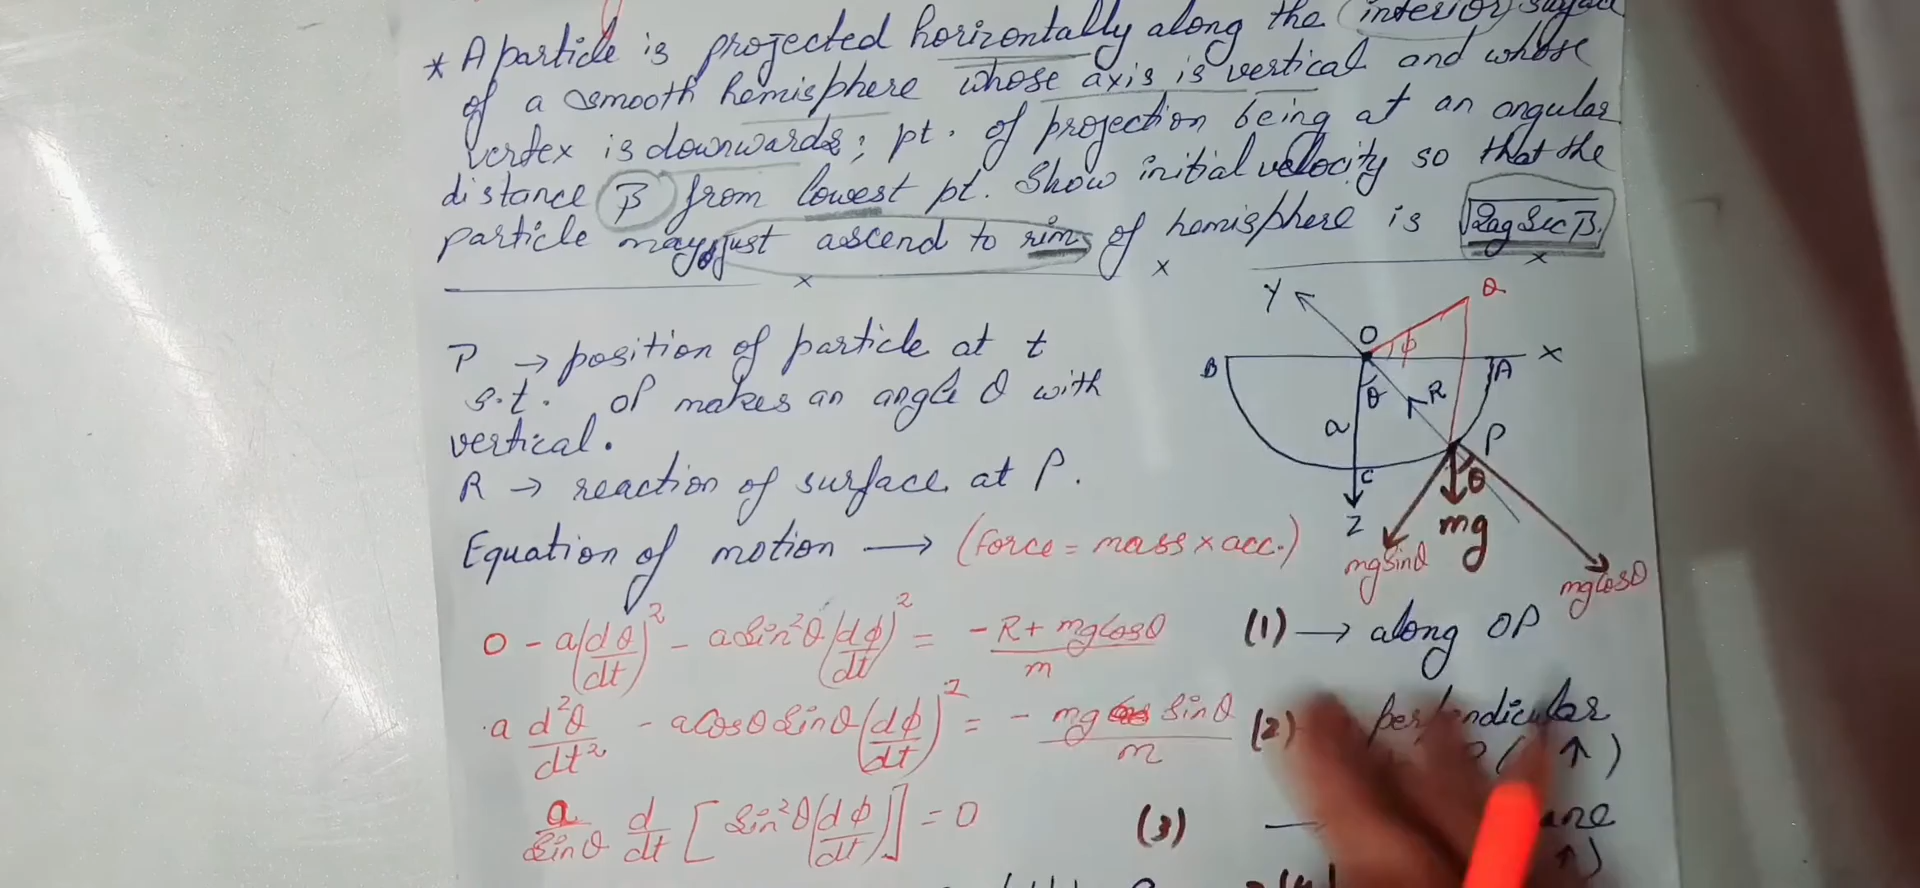 * A particle is projected horizontally along the interior surface
of a smooth hemisphere whose axis is vertical and whose
vertex is downwards; pt. of projection being at an angular
distance β from lowest pt. Show initial velocity so that the
particle may just ascend to rim of hemisphere is √2ag Sec β.
P → position of particle at t
s.t. OP makes an angle θ with
vertical.
R → reaction of surface at P.
Equation of motion → (force = mass × acc.)
0 - a(dθ/dt)² - a Sin²θ (dφ/dt)² = (-R + mg Cosθ)/m (1) → along OP
a d²θ/dt² - a Cosθ Sinθ (dφ/dt)² = - mg Sinθ/m (2) perpendicular
(↑)
a/Sinθ d/dt [Sin²θ (dφ/dt)] = 0 (3)
↑)
Y
O
Q
φ
B
A
X
θ
R
a
P
C
θ
Z
mg
mg Sinθ
mg Cosθ